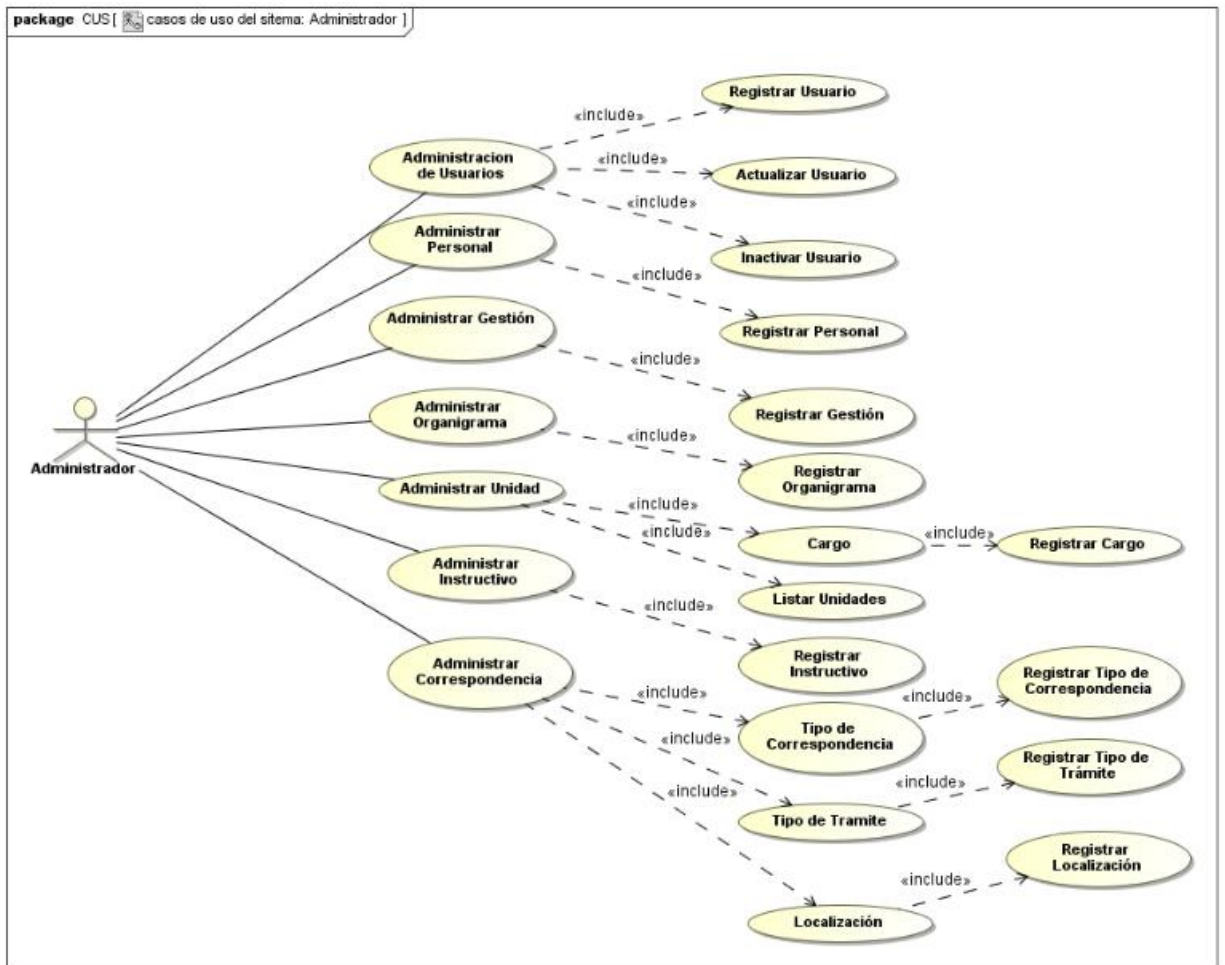 package CUS [ casos de uso del sitema: Administrador ]
Registrar Usuario
«include»
Administracion
de Usuarios
«include»
Actualizar Usuario
«include»
Inactivar Usuario
Administrar
Personal
«include»
Registrar Personal
Administrar Gestión
«include»
Registrar Gestión
Administrar
Organigrama
«include»
Registrar
Organigrama
Administrador
Administrar Unidad
«include»
«include»
Cargo
«include»
Registrar Cargo
Listar Unidades
Administrar
Instructivo
«include»
Registrar
Instructivo
Administrar
Correspondencia
«include»
Tipo de
Correspondencia
«include»
Registrar Tipo de
Correspondencia
«include»
Tipo de Tramite
«include»
Registrar Tipo de
Trámite
«include»
Localización
«include»
Registrar
Localización